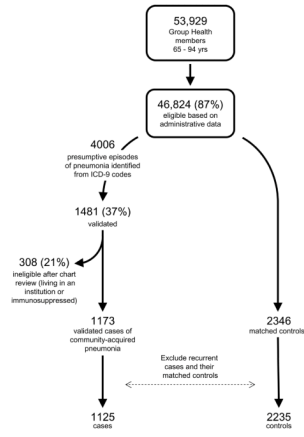 53,929
Group Health
members
65 - 94 yrs
46,824 (87%)
eligible based on
administrative data
4006
presumptive episodes
of pneumonia identified
from ICD-9 codes
1481 (37%)
validated
308 (21%)
ineligible after chart
review (living in an
institution or
immunosuppressed)
1173
validated cases of
community-acquired
pneumonia
2346
matched controls
Exclude recurrent
cases and their
matched controls
1125
cases
2235
controls